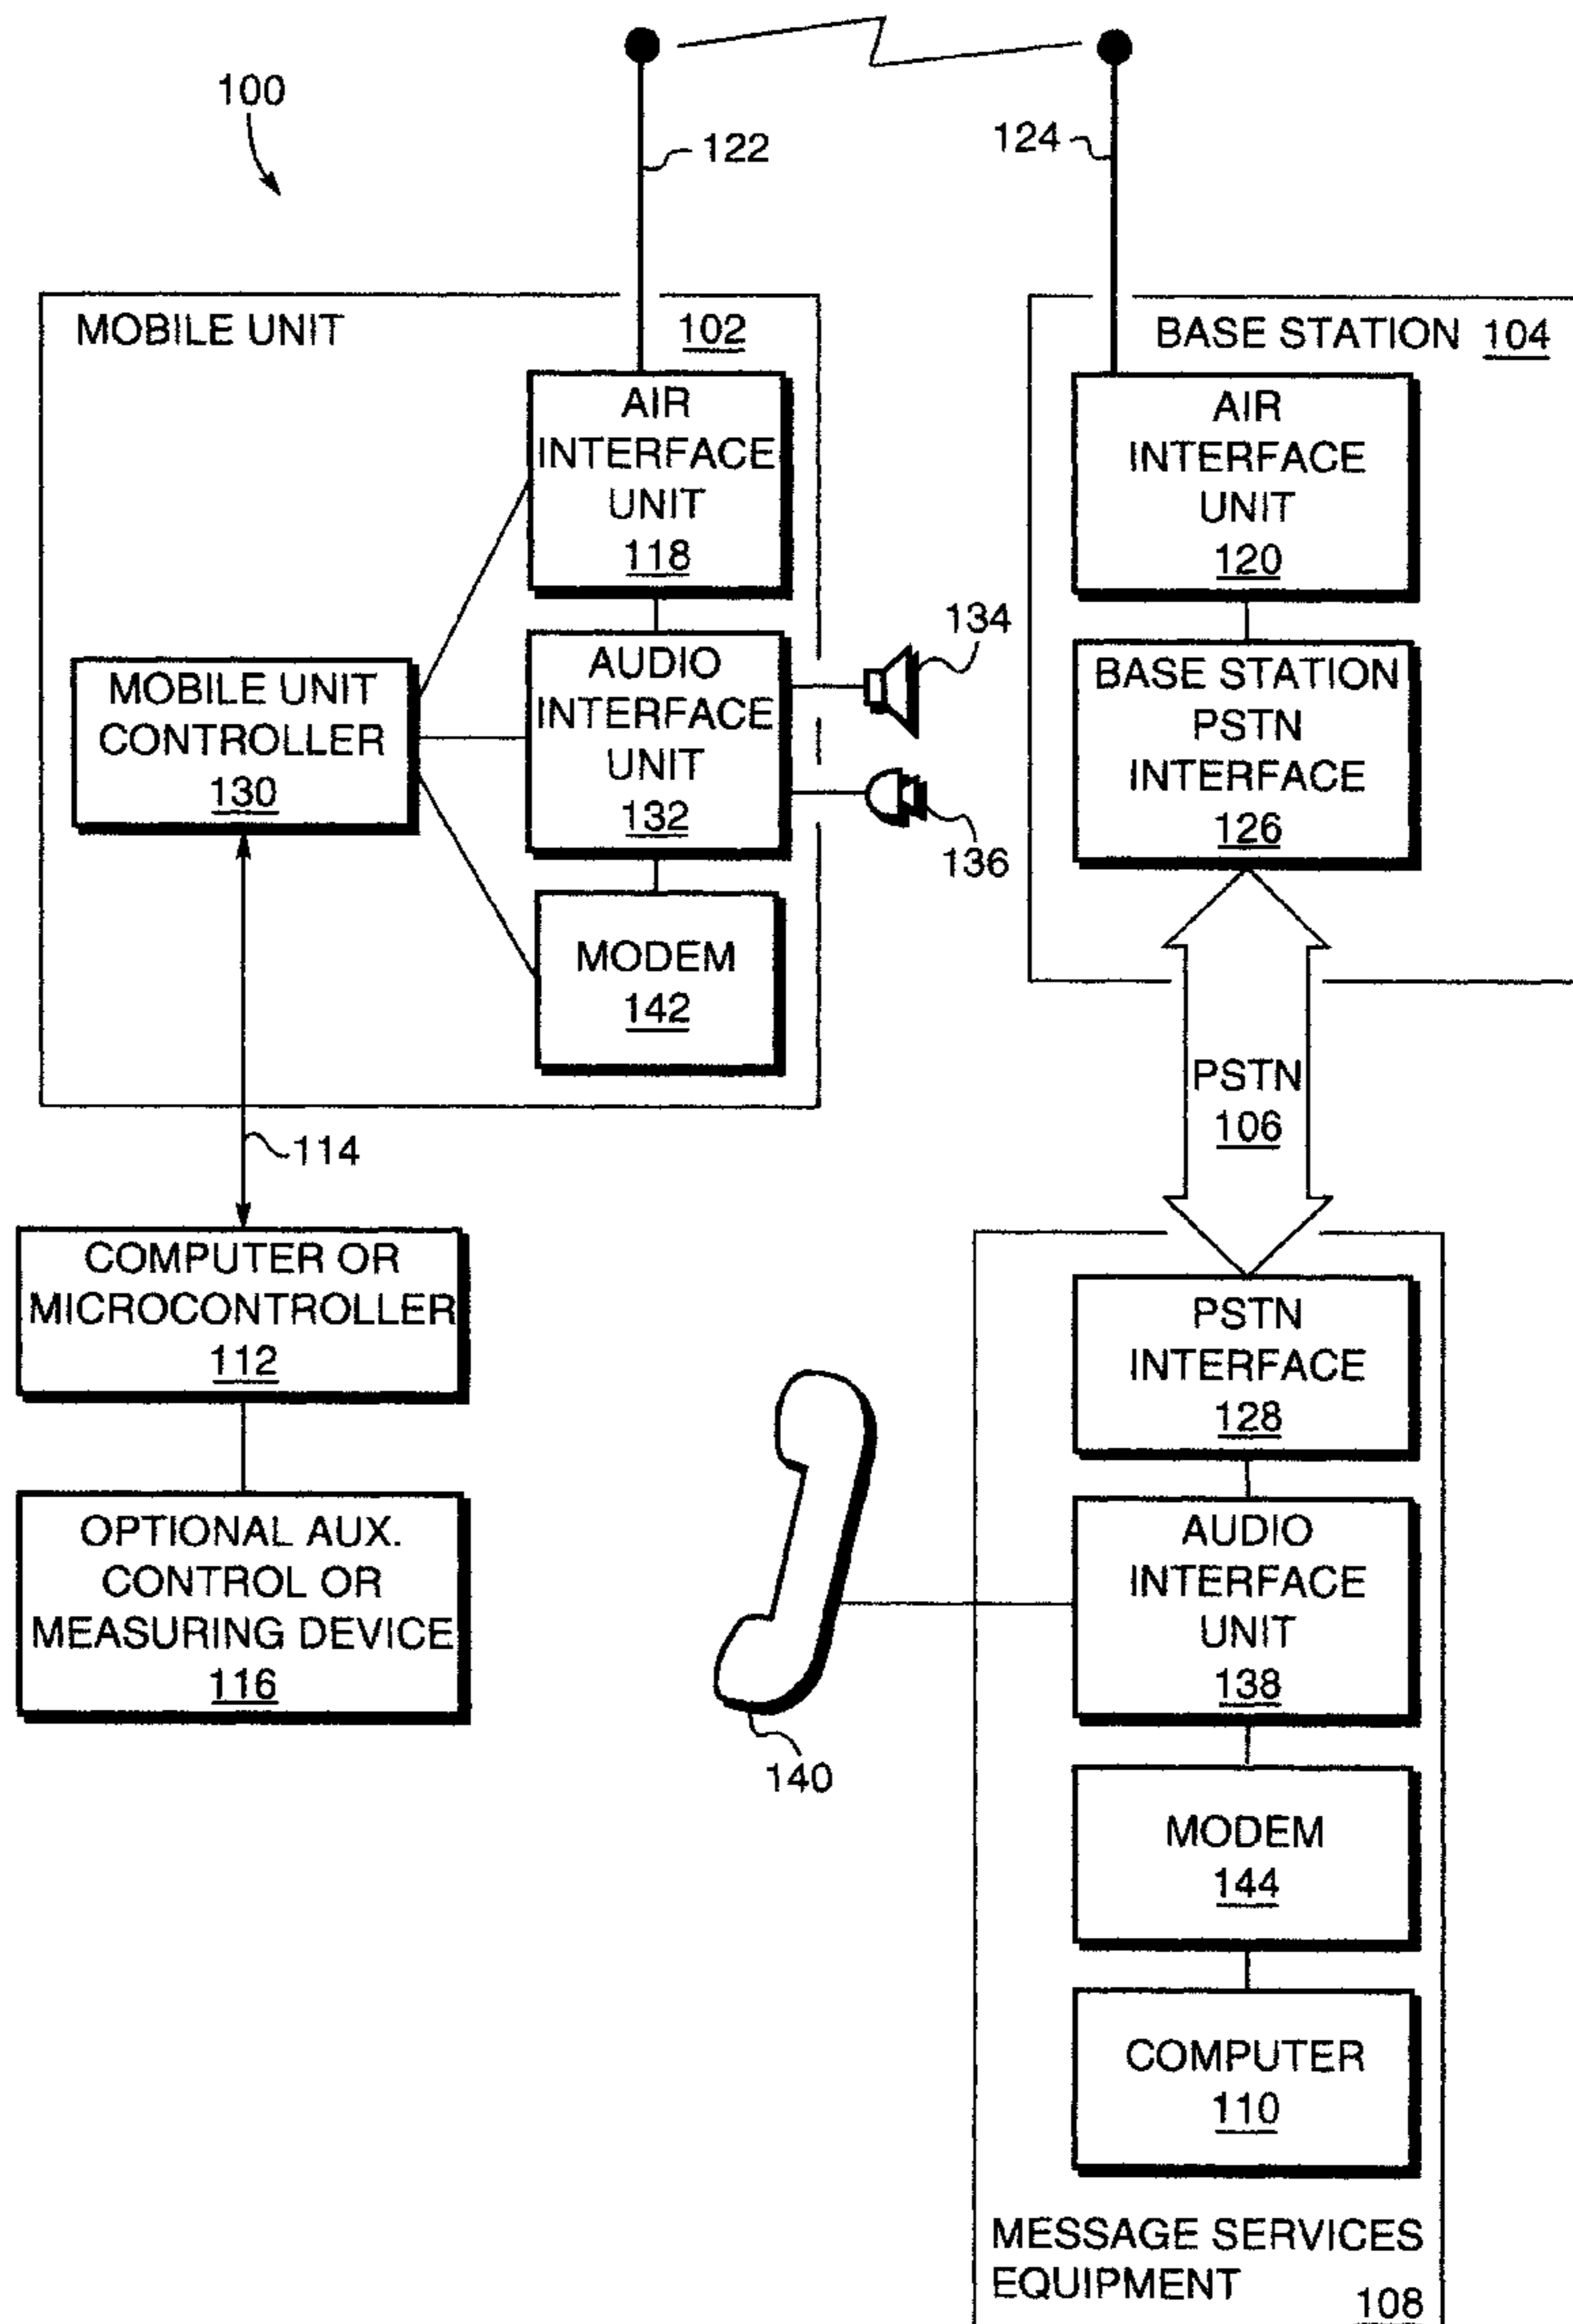 100
122
124
MOBILE UNIT 102
BASE STATION 104
AIR
INTERFACE
UNIT
118
AIR
INTERFACE
UNIT
120
MOBILE UNIT
CONTROLLER
130
AUDIO
INTERFACE
UNIT
132
134
136
BASE STATION
PSTN
INTERFACE
126
MODEM
142
PSTN
106
114
COMPUTER OR
MICROCONTROLLER
112
OPTIONAL AUX.
CONTROL OR
MEASURING DEVICE
116
140
PSTN
INTERFACE
128
AUDIO
INTERFACE
UNIT
138
MODEM
144
COMPUTER
110
MESSAGE SERVICES
EQUIPMENT 108